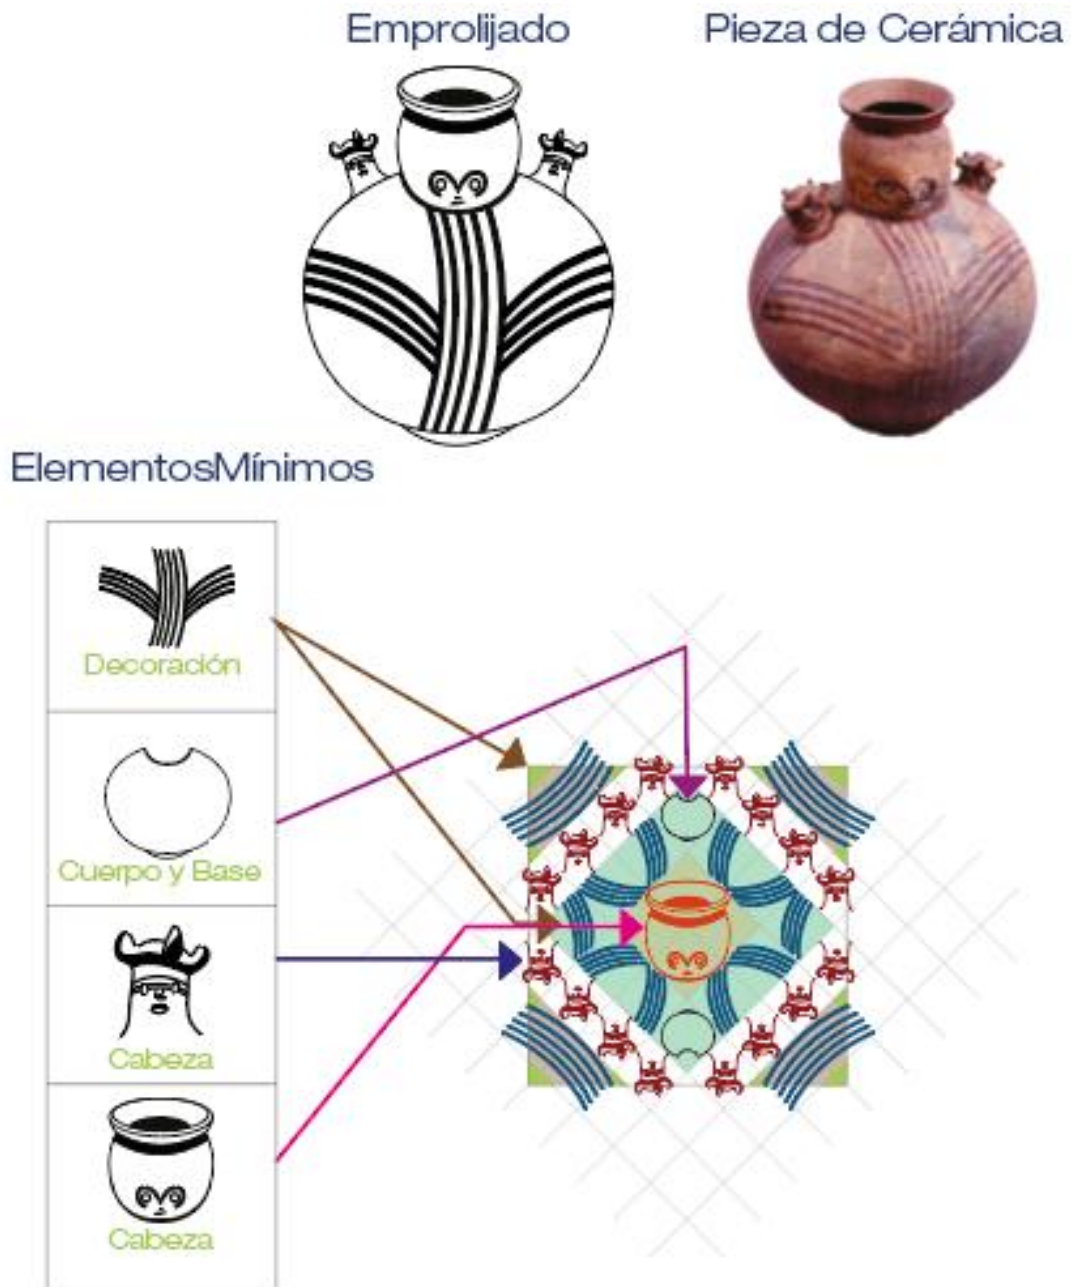 Emprolijado
Pieza de Cerámica
ElementosMínimos
Decoración
Cuerpo y Base
Cabeza
Cabeza